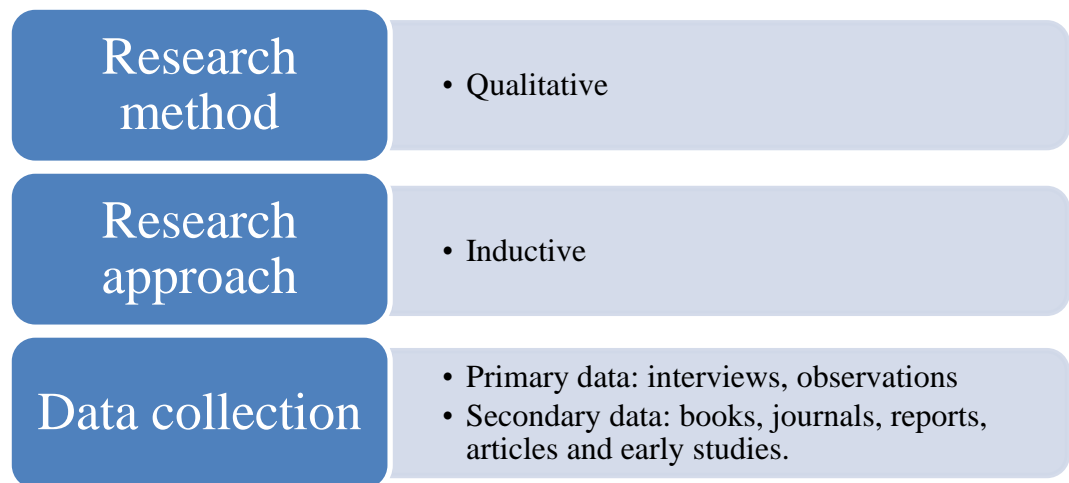 Research
method
• Qualitative
Research
approach
• Inductive
Data collection
• Primary data: interviews, observations
• Secondary data: books, journals, reports,
articles and early studies.